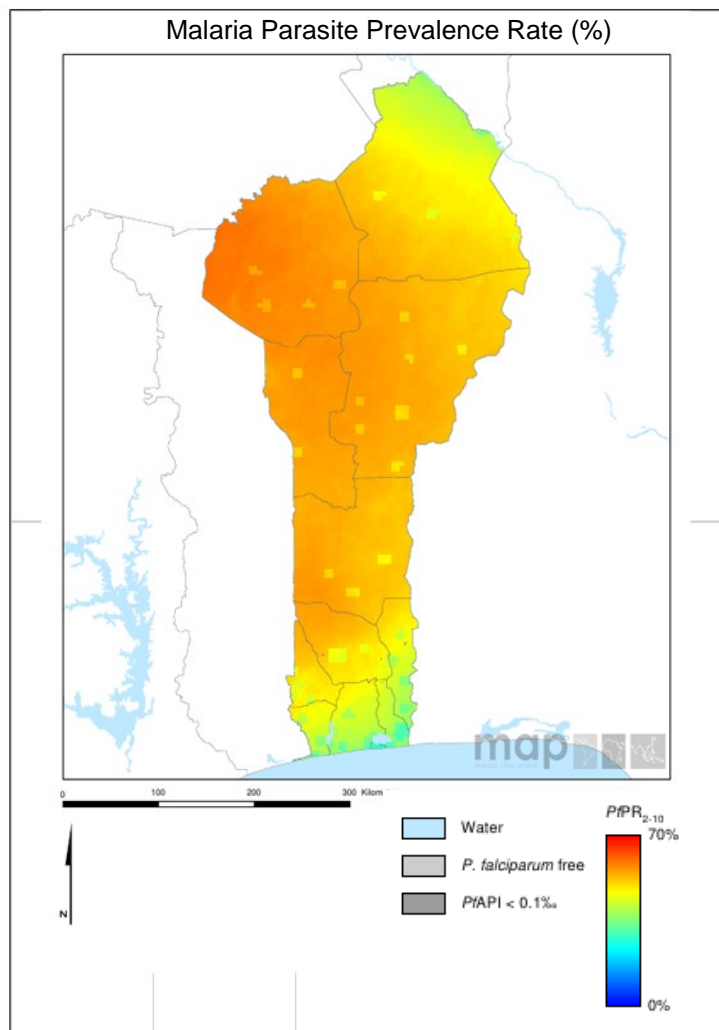 Malaria Parasite Prevalence Rate (%)
map
0 100 200 300 Kilom
N
Water
P. falciparum free
PfAPI < 0.1‰
PfPR2-10
70%
0%